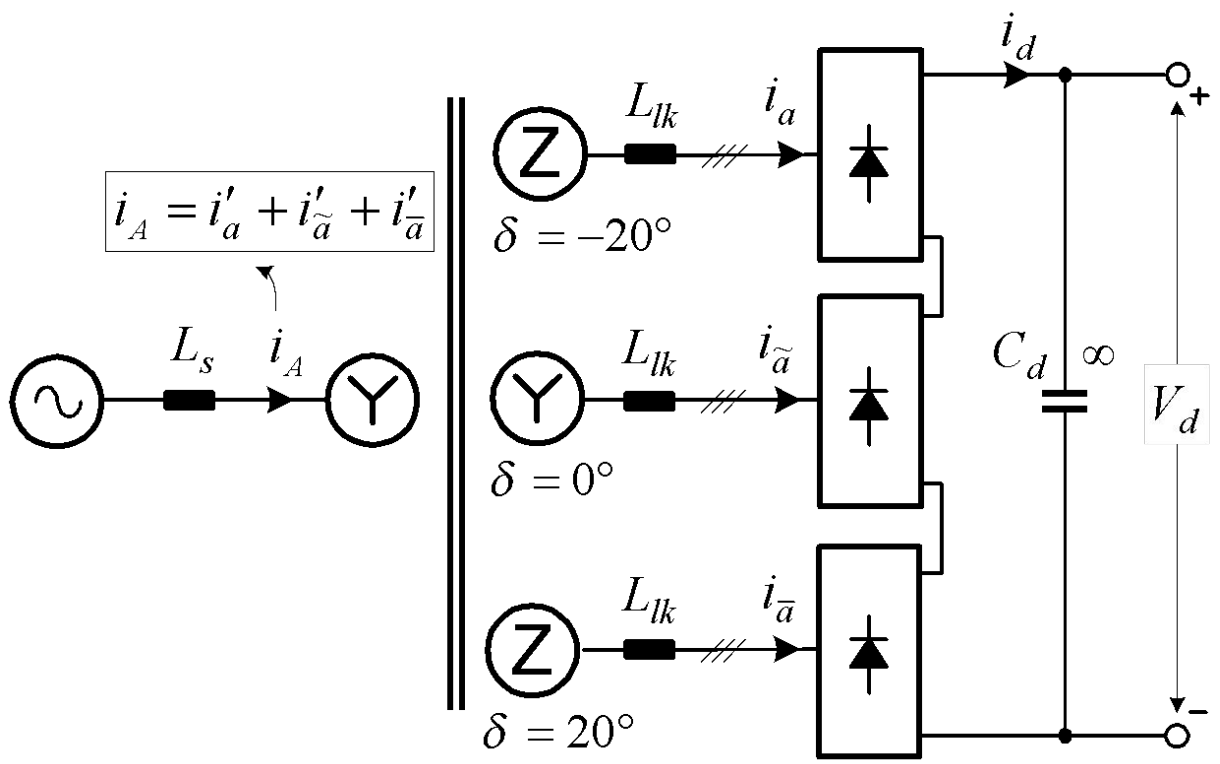 i_d
L_lk
i_a
Z
i_A = i′_a + i′_ã + i′_ā
δ = −20°
+
L_s
i_A
Y
L_lk
i_ã
Y
C_d ∞
V_d
δ = 0°
L_lk
i_ā
Z
δ = 20°
−